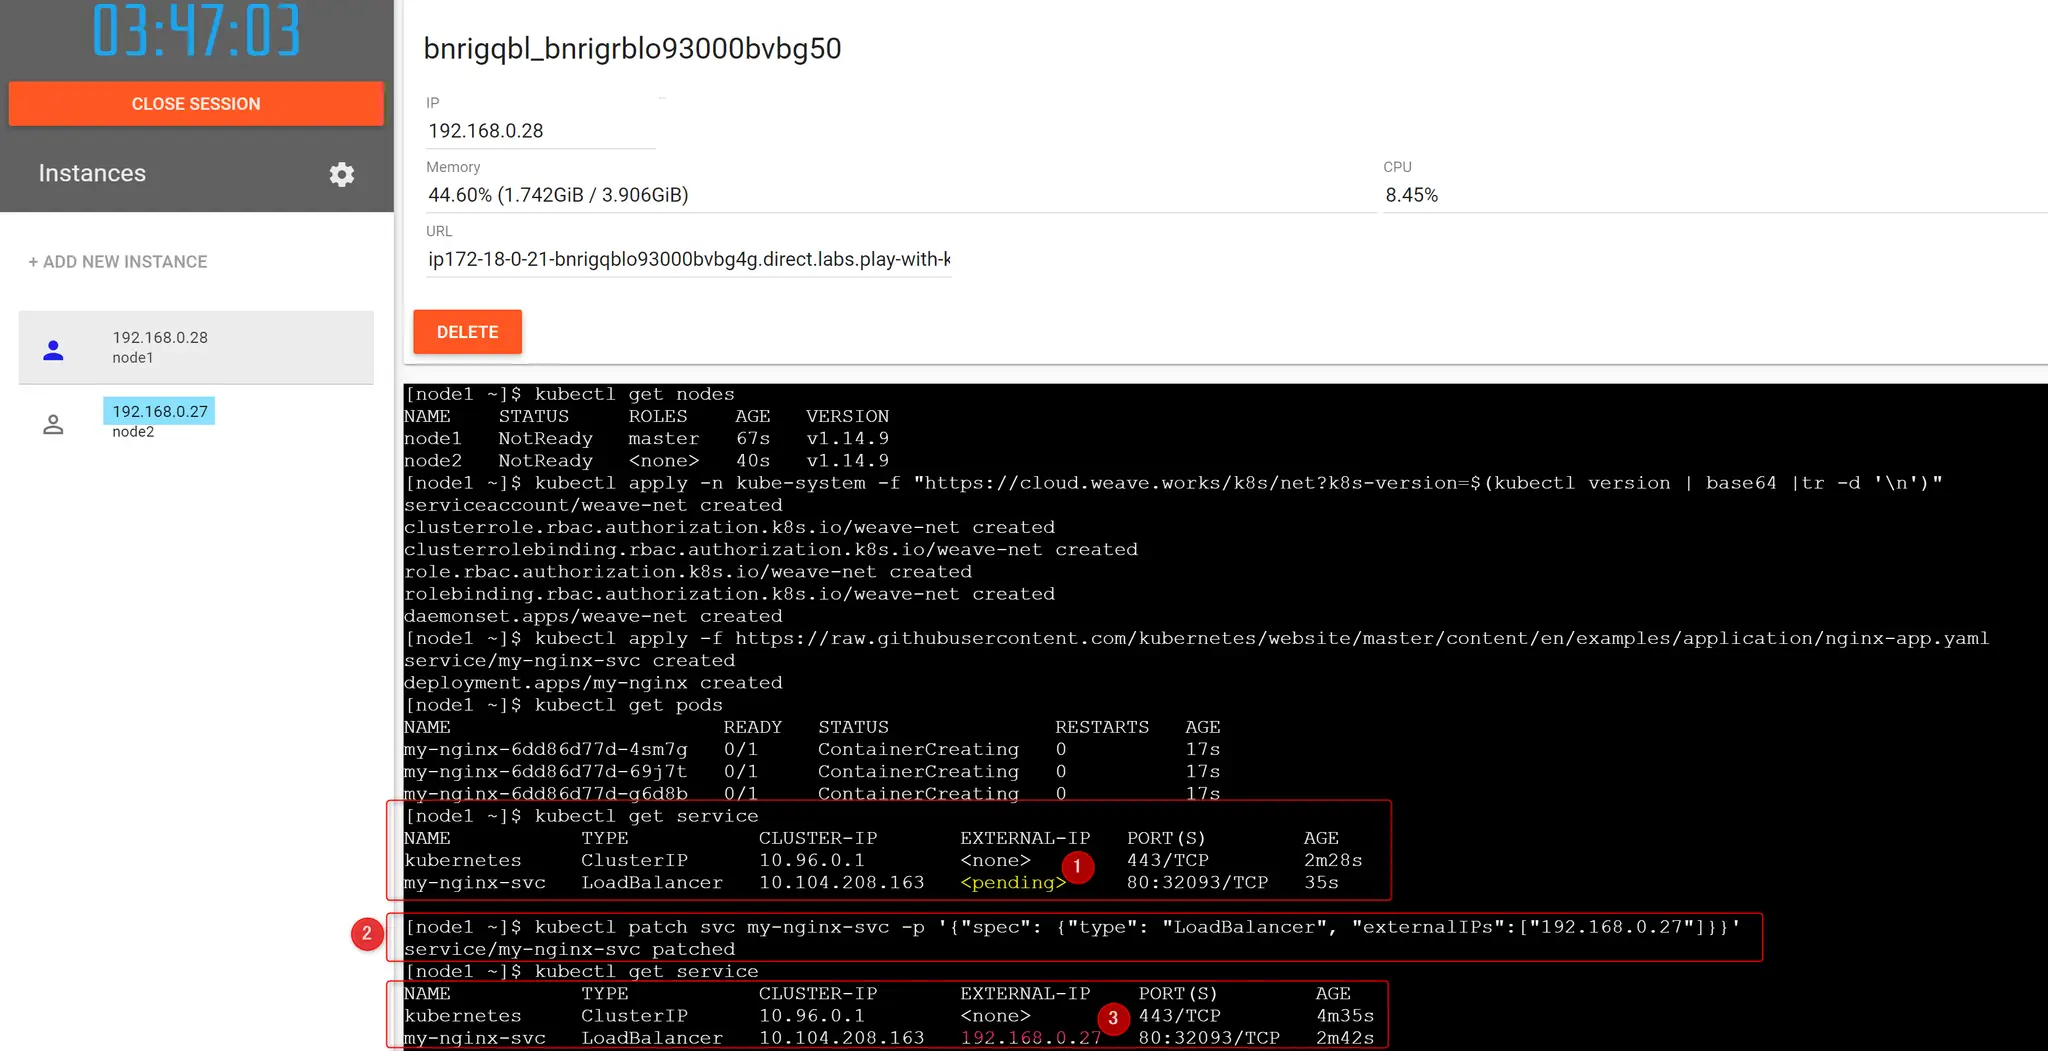 03:47:03
CLOSE SESSION
Instances
+ ADD NEW INSTANCE
192.168.0.28
node1
192.168.0.27
node2
bnrigqbl_bnrigrblo93000bvbg50
IP
192.168.0.28
Memory
44.60% (1.742GiB / 3.906GiB)
CPU
8.45%
URL
ip172-18-0-21-bnrigqblo93000bvbg4g.direct.labs.play-with-k
DELETE
[node1 ~]$ kubectl get nodes
NAME STATUS ROLES AGE VERSION
node1 NotReady master 67s v1.14.9
node2 NotReady <none> 40s v1.14.9
[node1 ~]$ kubectl apply -n kube-system -f "https://cloud.weave.works/k8s/net?k8s-version=$(kubectl version | base64 |tr -d '\n')"
serviceaccount/weave-net created
clusterrole.rbac.authorization.k8s.io/weave-net created
clusterrolebinding.rbac.authorization.k8s.io/weave-net created
role.rbac.authorization.k8s.io/weave-net created
rolebinding.rbac.authorization.k8s.io/weave-net created
daemonset.apps/weave-net created
[node1 ~]$ kubectl apply -f https://raw.githubusercontent.com/kubernetes/website/master/content/en/examples/application/nginx-app.yaml
service/my-nginx-svc created
deployment.apps/my-nginx created
[node1 ~]$ kubectl get pods
NAME READY STATUS RESTARTS AGE
my-nginx-6dd86d77d-4sm7g 0/1 ContainerCreating 0 17s
my-nginx-6dd86d77d-69j7t 0/1 ContainerCreating 0 17s
my-nginx-6dd86d77d-g6d8b 0/1 ContainerCreating 0 17s
[node1 ~]$ kubectl get service
NAME TYPE CLUSTER-IP EXTERNAL-IP PORT(S) AGE
kubernetes ClusterIP 10.96.0.1 <none> 443/TCP 2m28s
my-nginx-svc LoadBalancer 10.104.208.163 <pending> 80:32093/TCP 35s
1
2
[node1 ~]$ kubectl patch svc my-nginx-svc -p '{"spec": {"type": "LoadBalancer", "externalIPs":["192.168.0.27"]}}'
service/my-nginx-svc patched
[node1 ~]$ kubectl get service
NAME TYPE CLUSTER-IP EXTERNAL-IP PORT(S) AGE
kubernetes ClusterIP 10.96.0.1 <none> 443/TCP 4m35s
my-nginx-svc LoadBalancer 10.104.208.163 192.168.0.27 80:32093/TCP 2m42s
3